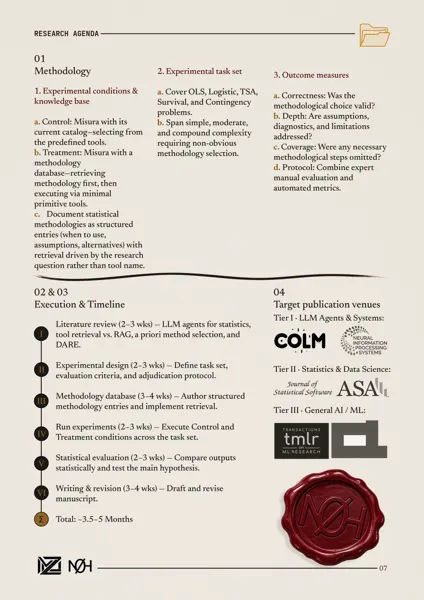 RESEARCH AGENDA
01
Methodology
1. Experimental conditions &
knowledge base
a. Control: Misura with its
current catalog—selecting from
the predefined tools.
b. Treatment: Misura with a
methodology
database—retrieving
methodology first, then
executing via minimal
primitive tools.
c. Document statistical
methodologies as structured
entries (when to use,
assumptions, alternatives) with
retrieval driven by the research
question rather than tool name.
2. Experimental task set
a. Cover OLS, Logistic, TSA,
Survival, and Contingency
problems.
b. Span simple, moderate,
and compound complexity
requiring non-obvious
methodology selection.
3. Outcome measures
a. Correctness: Was the
methodological choice valid?
b. Depth: Are assumptions,
diagnostics, and limitations
addressed?
c. Coverage: Were any necessary
methodological steps omitted?
d. Protocol: Combine expert
manual evaluation and
automated metrics.
02 & 03
Execution & Timeline
I
Literature review (2–3 wks) — LLM agents for statistics,
tool retrieval vs. RAG, a priori method selection, and
DARE.
II
Experimental design (2–3 wks) — Define task set,
evaluation criteria, and adjudication protocol.
III
Methodology database (3–4 wks) — Author structured
methodology entries and implement retrieval.
IV
Run experiments (2–3 wks) — Execute Control and
Treatment conditions across the task set.
V
Statistical evaluation (2–3 wks) — Compare outputs
statistically and test the main hypothesis.
VI
Writing & revision (3–4 wks) — Draft and revise
manuscript.
Σ
Total: ~3.5–5 Months
04
Target publication venues
Tier I · LLM Agents & Systems:
COLM
NEURAL
INFORMATION
PROCESSING
SYSTEMS
Tier II · Statistics & Data Science:
Journal of
Statistical Software
ASA
Tier III · General AI / ML:
TRANSACTIONS
tmlr
ON
ML RESEARCH
NØH
NØH
07